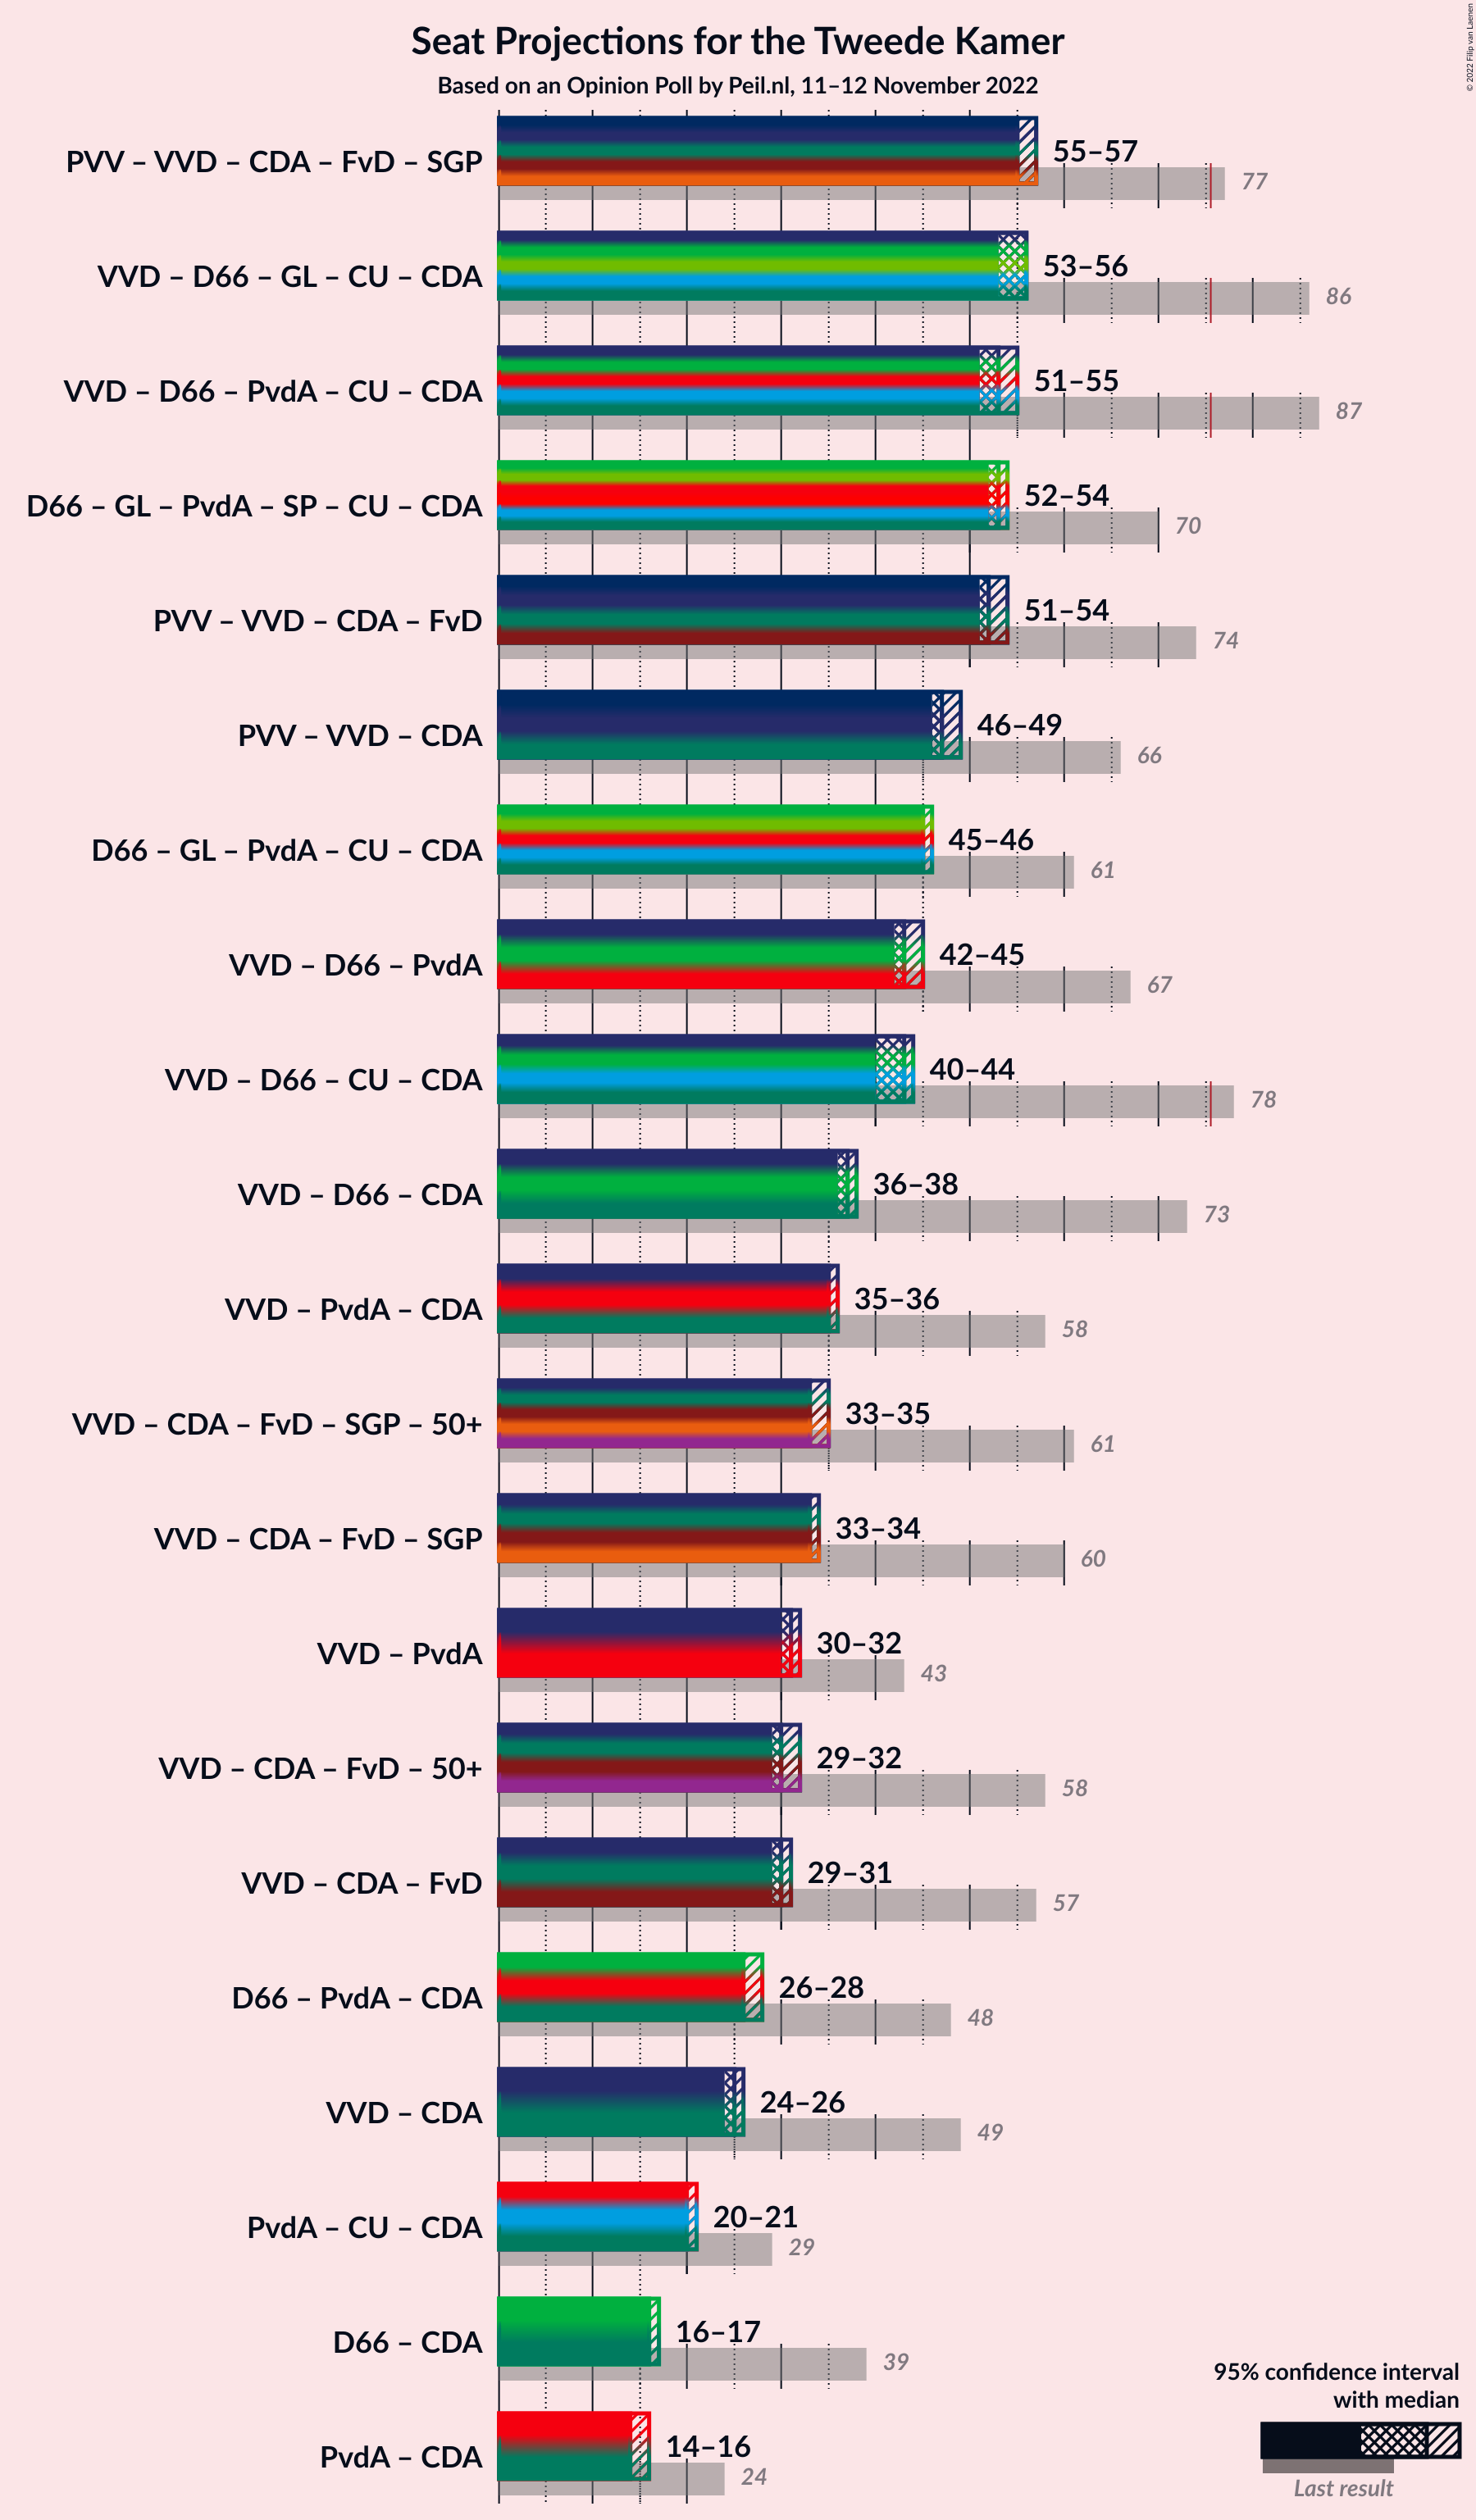 © 2022 Filip van Laenen
Seat Projections for the Tweede Kamer
Based on an Opinion Poll by Peil.nl, 11–12 November 2022
PVV – VVD – CDA – FvD – SGP 55–57 77
VVD – D66 – GL – CU – CDA 53–56 86
VVD – D66 – PvdA – CU – CDA 51–55 87
D66 – GL – PvdA – SP – CU – CDA 52–54 70
PVV – VVD – CDA – FvD 51–54 74
PVV – VVD – CDA 46–49 66
D66 – GL – PvdA – CU – CDA 45–46 61
VVD – D66 – PvdA 42–45 67
VVD – D66 – CU – CDA 40–44 78
VVD – D66 – CDA 36–38 73
VVD – PvdA – CDA 35–36 58
VVD – CDA – FvD – SGP – 50+ 33–35 61
VVD – CDA – FvD – SGP 33–34 60
VVD – PvdA 30–32 43
VVD – CDA – FvD – 50+ 29–32 58
VVD – CDA – FvD 29–31 57
D66 – PvdA – CDA 26–28 48
VVD – CDA 24–26 49
PvdA – CU – CDA 20–21 29
D66 – CDA 16–17 39
PvdA – CDA 14–16 24
95% confidence interval
with median
Last result